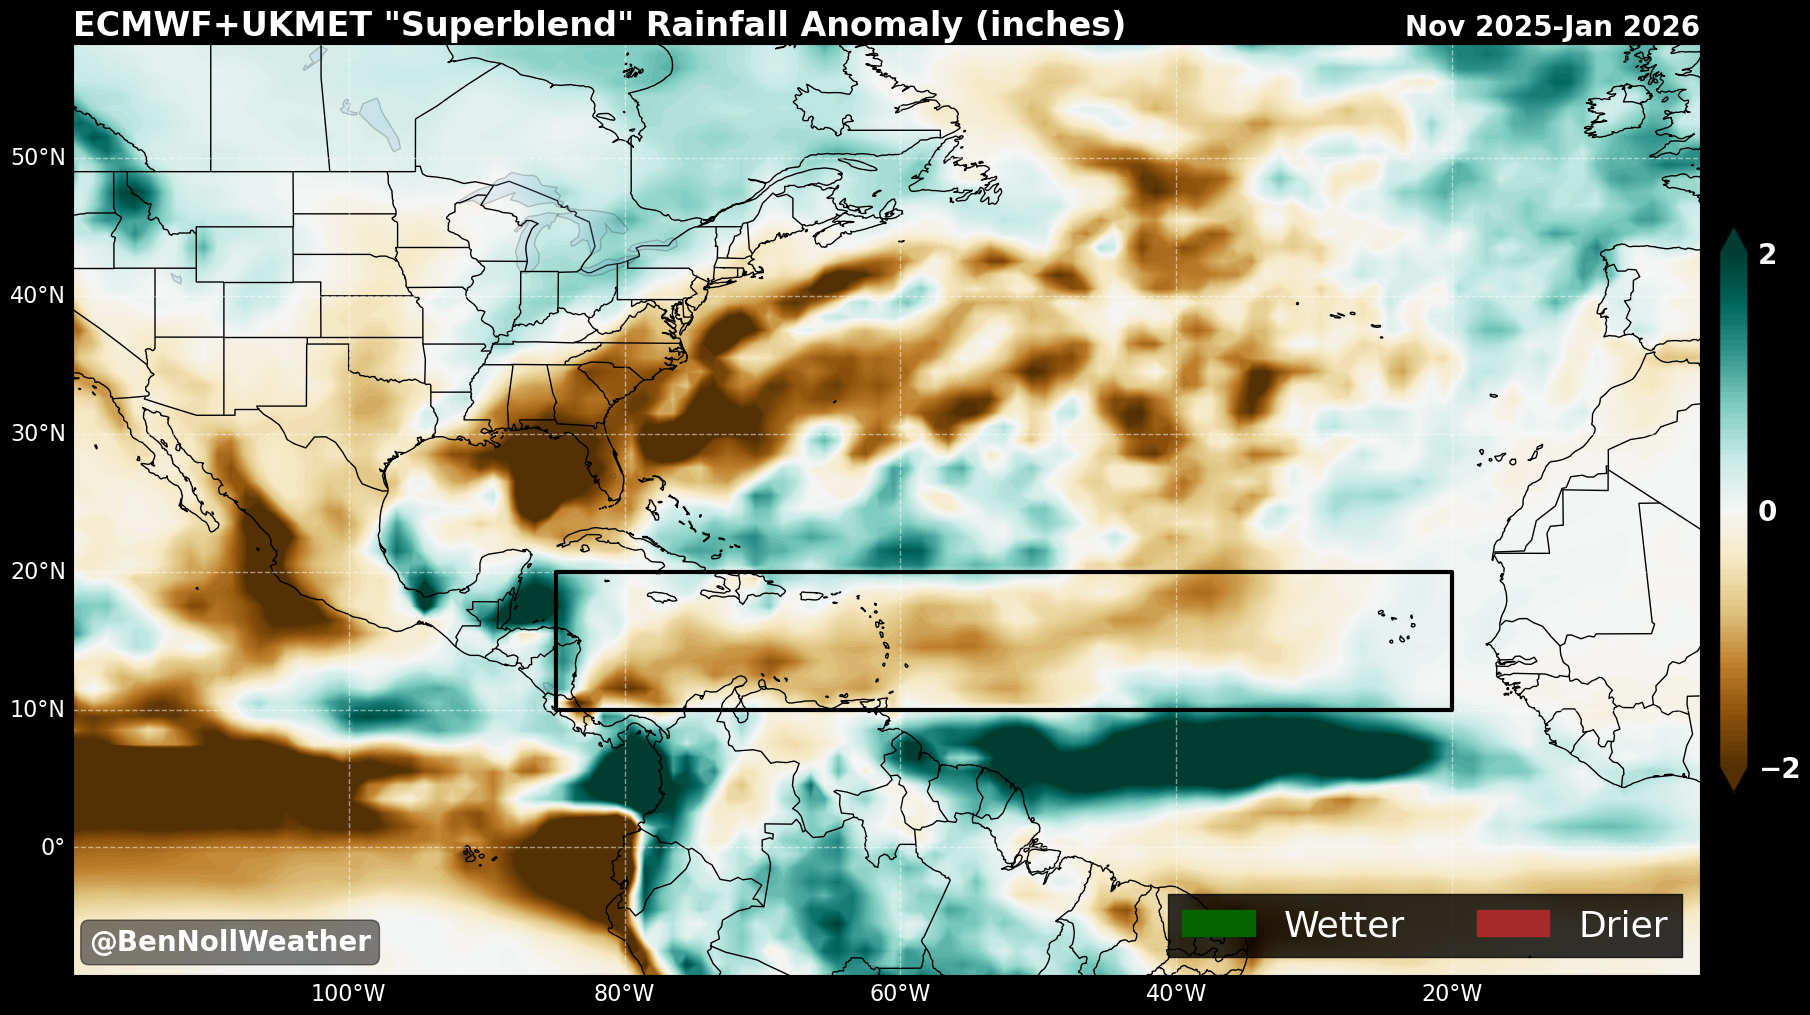 ECMWF+UKMET "Superblend" Rainfall Anomaly (inches)
Nov 2025-Jan 2026
50°N
40°N
30°N
20°N
10°N
0°
100°W
80°W
60°W
40°W
20°W
2
0
−2
@BenNollWeather
Wetter
Drier